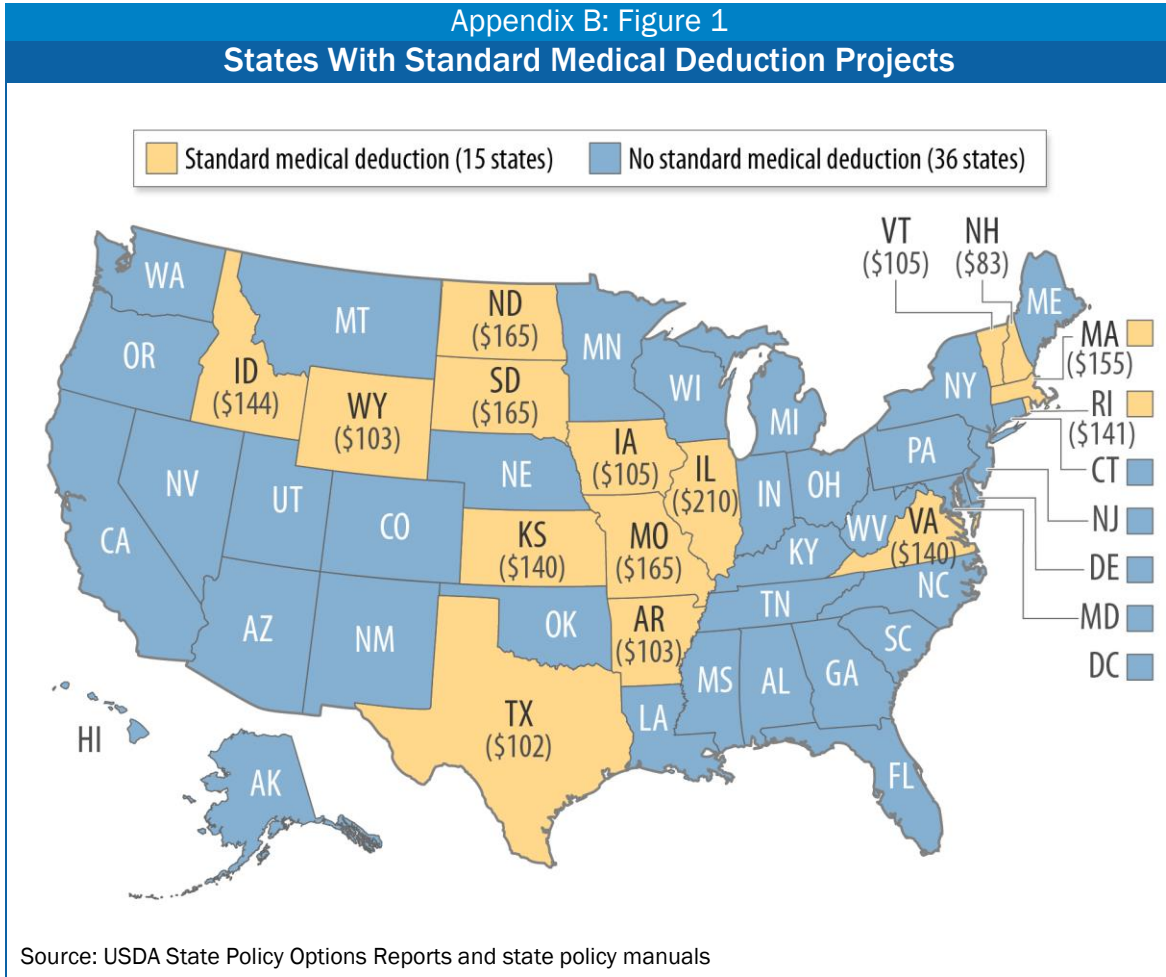 Appendix B: Figure 1
States With Standard Medical Deduction Projects
Standard medical deduction (15 states)
No standard medical deduction (36 states)
VT
($105)
NH
($83)
WA
MT
ND
($165)
MN
ME
OR
ID
($144)
WY
($103)
SD
($165)
WI
MI
NY
MA
($155)
RI
($141)
NV
UT
CO
NE
IA
($105)
IL
($210)
IN
OH
PA
CT
CA
KS
($140)
MO
($165)
KY
WV
VA
($140)
NJ
DE
AZ
NM
OK
AR
($103)
TN
NC
MD
SC
DC
TX
($102)
LA
MS
AL
GA
HI
AK
FL
Source: USDA State Policy Options Reports and state policy manuals